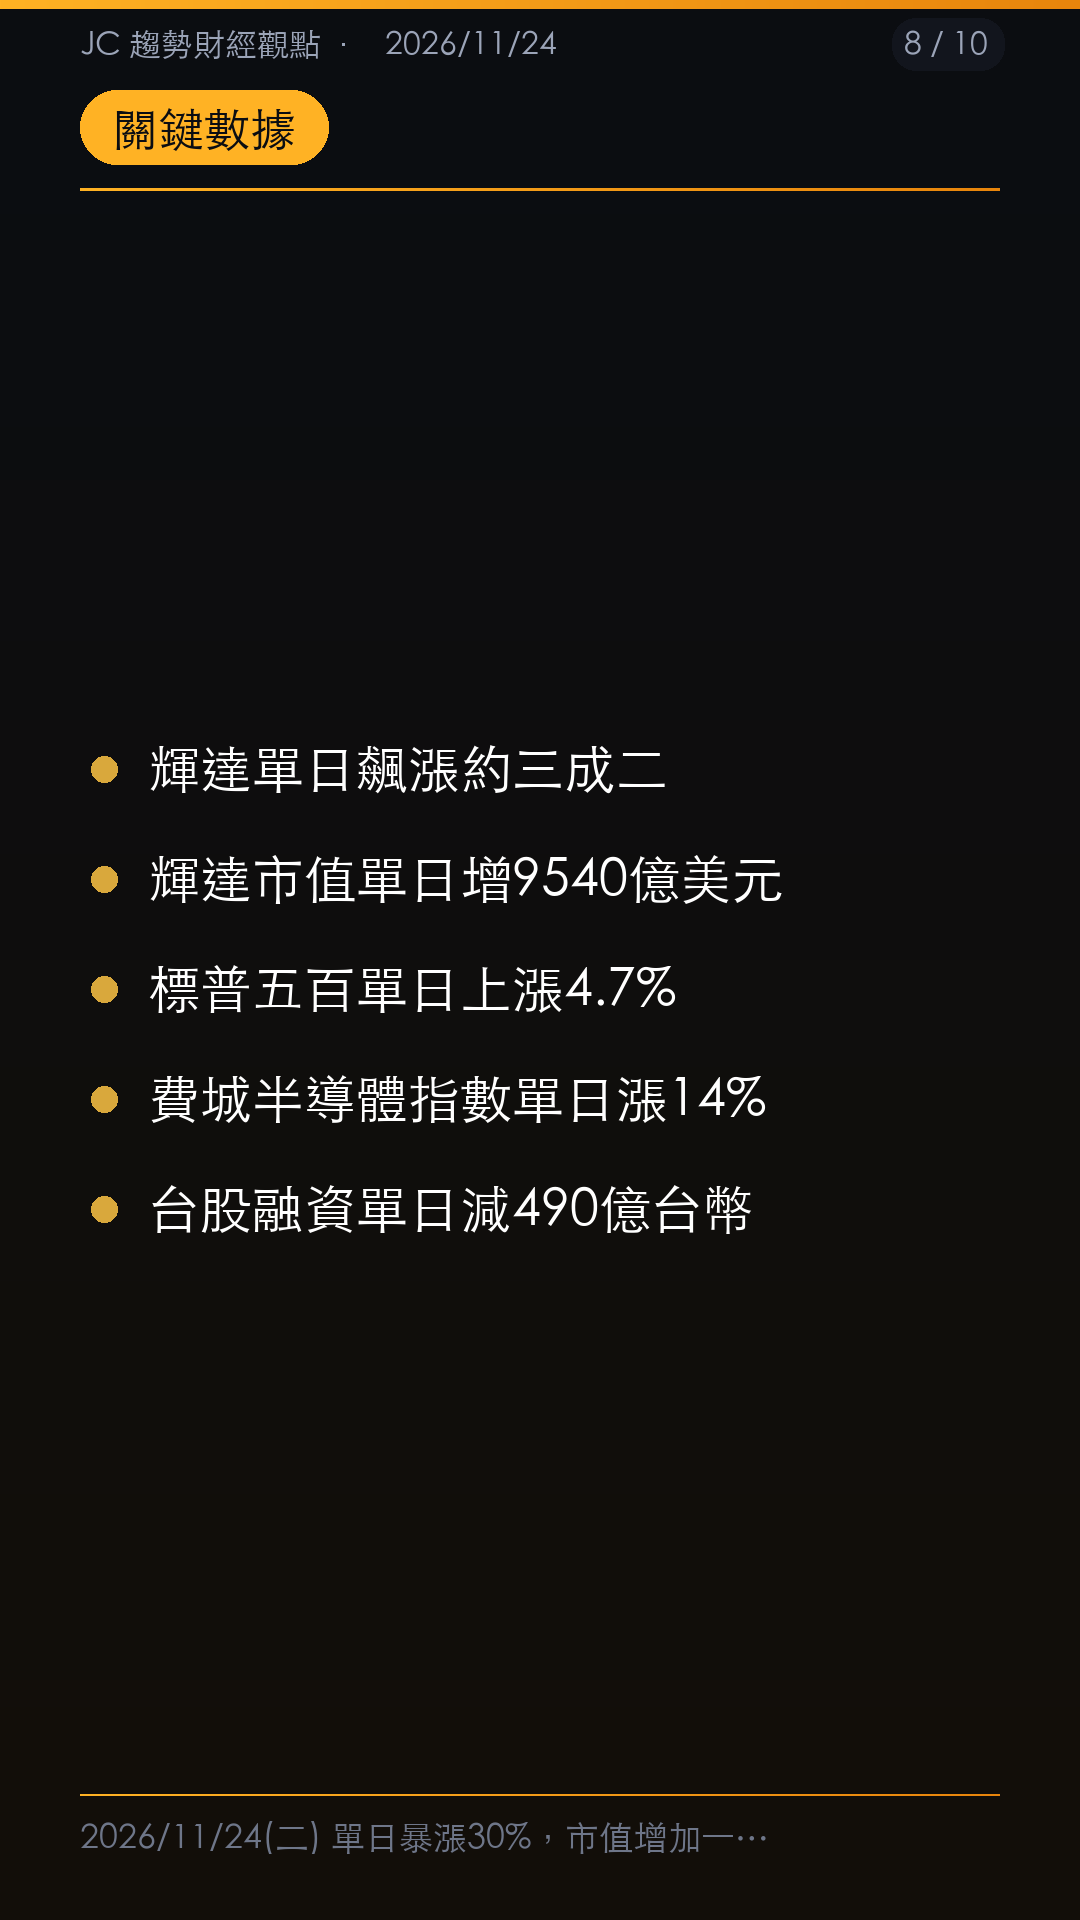 JC 趨勢財經觀點 · 2026/11/24
8 / 10
關鍵數據
輝達單日飆漲約三成二
輝達市值單日增9540億美元
標普五百單日上漲4.7%
費城半導體指數單日漲14%
台股融資單日減490億台幣
2026/11/24(二) 單日暴漲30%，市值增加一⋯